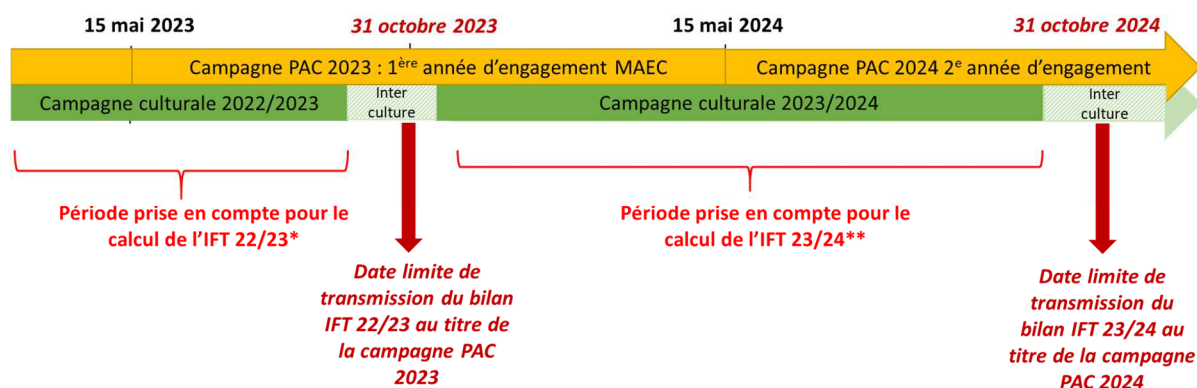 15 mai 2023
31 octobre 2023
15 mai 2024
31 octobre 2024
Campagne PAC 2023 : 1ère année d’engagement MAEC
Campagne PAC 2024 2e année d’engagement
Campagne culturale 2022/2023
Inter
culture
Campagne culturale 2023/2024
Inter
culture
Période prise en compte pour le
calcul de l’IFT 22/23*
Période prise en compte pour le
calcul de l’IFT 23/24**
Date limite de
transmission du bilan
IFT 22/23 au titre de
la campagne PAC
2023
Date limite de
transmission du
bilan IFT 23/24 au
titre de la campagne
PAC 2024